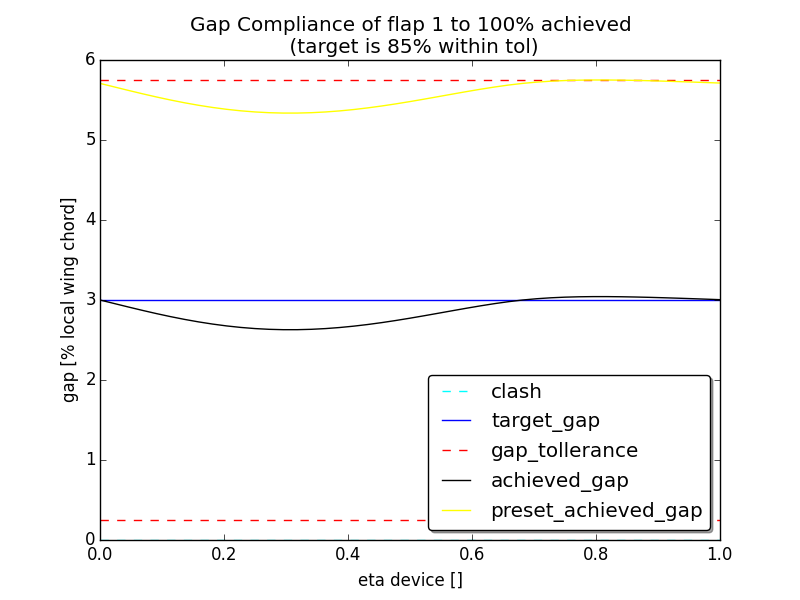 Gap Compliance of flap 1 to 100% achieved
(target is 85% within tol)
6
5
4
3
2
1
0
gap [% local wing chord]
clash
target_gap
gap_tollerance
achieved_gap
preset_achieved_gap
0.0 0.2 0.4 0.6 0.8 1.0
eta device []